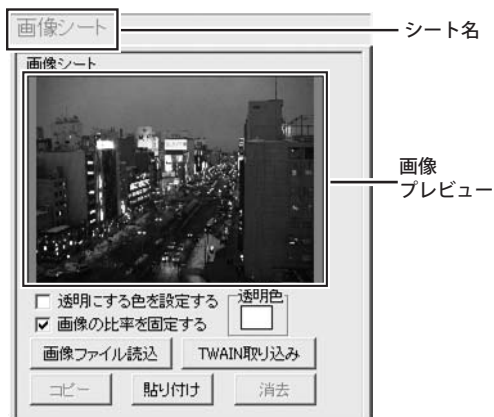 画像シート
シート名
画像シート
画像
プレビュー
透明にする色を設定する
透明色
画像の比率を固定する
画像ファイル読込
TWAIN取り込み
コピー
貼り付け
消去